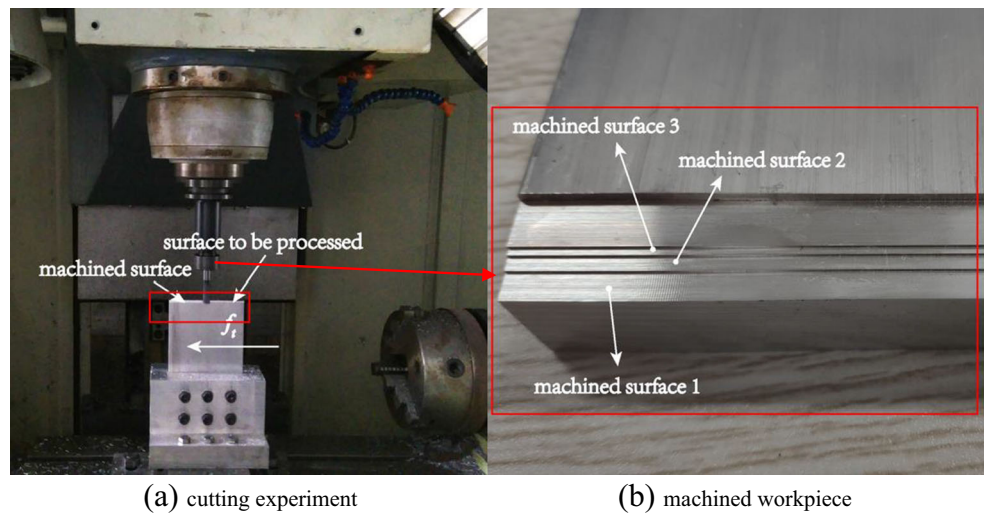 surface to be processed
machined surface
fₜ
machined surface 3
machined surface 2
machined surface 1
(a) cutting experiment
(b) machined workpiece